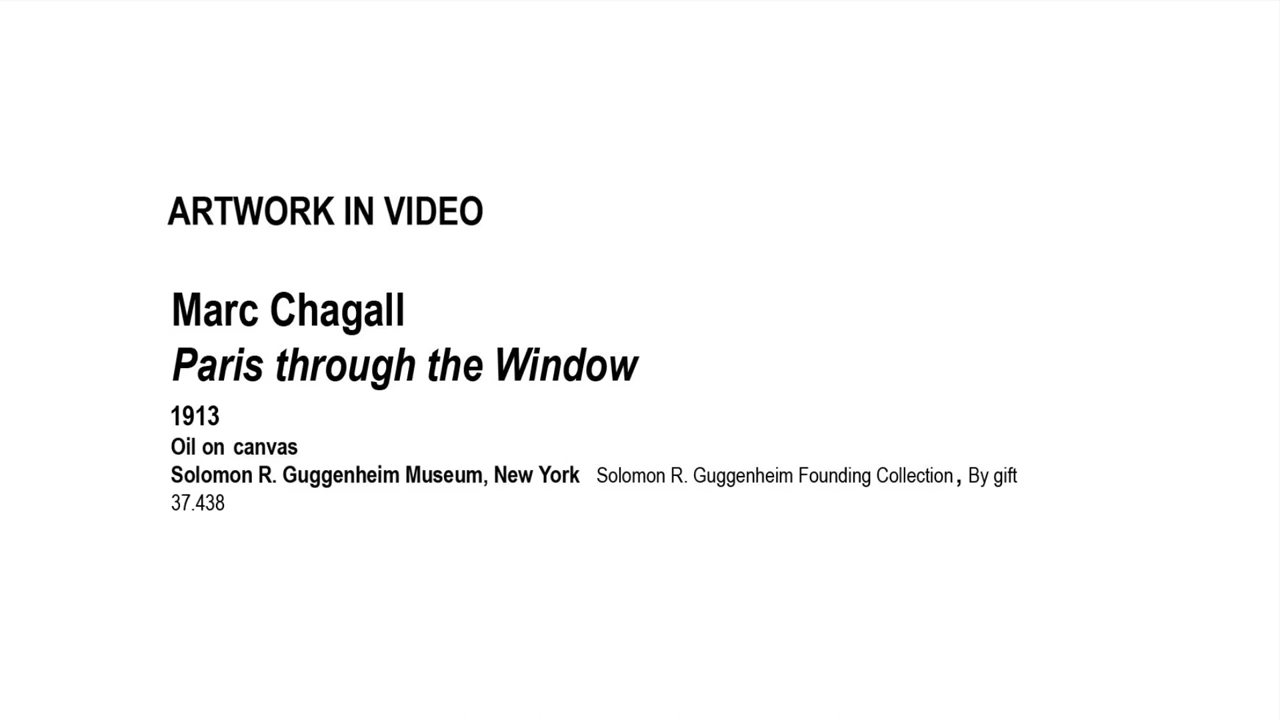 ARTWORK IN VIDEO
Marc Chagall
Paris through the Window
1913
Oil on canvas
Solomon R. Guggenheim Museum, New York Solomon R. Guggenheim Founding Collection, By gift
37.438